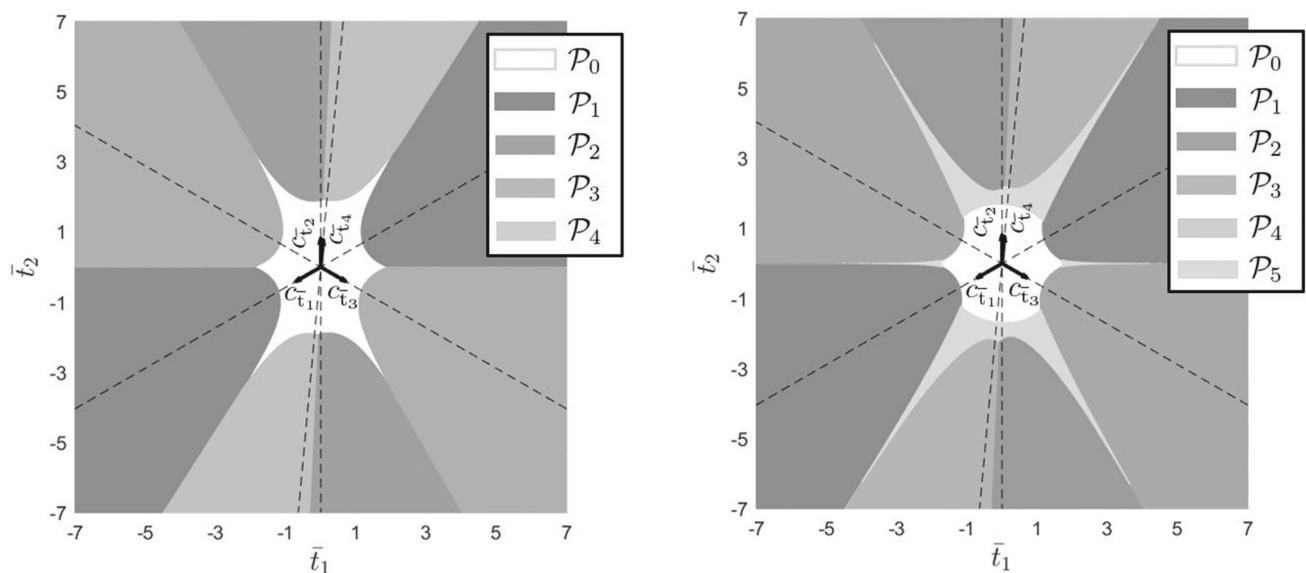 7
5
3
1
-1
-3
-5
-7
t̄₂
-7 -5 -3 -1 1 3 5 7
t̄₁
c_t̄₂ c_t̄₄
c_t̄₁ c_t̄₃
𝒫₀
𝒫₁
𝒫₂
𝒫₃
𝒫₄
7
5
3
1
-1
-3
-5
-7
t̄₂
-7 -5 -3 -1 1 3 5 7
t̄₁
c_t̄₂ c_t̄₄
c_t̄₁ c_t̄₃
𝒫₀
𝒫₁
𝒫₂
𝒫₃
𝒫₄
𝒫₅